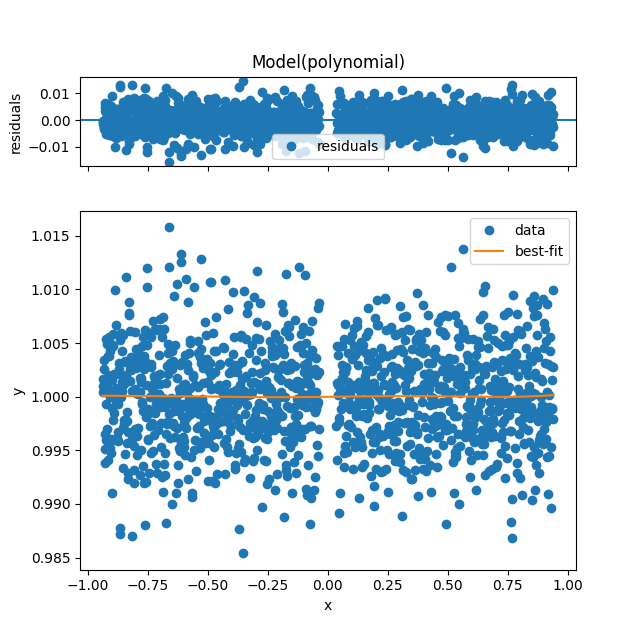 Model(polynomial)
residuals
0.01
0.00
−0.01
residuals
y
1.015
1.010
1.005
1.000
0.995
0.990
0.985
data
best-fit
−1.00 −0.75 −0.50 −0.25 0.00 0.25 0.50 0.75 1.00
x